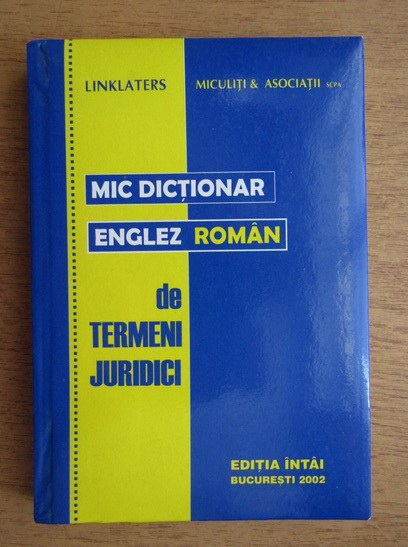 LINKLATERS MICULIȚI & ASOCIAȚII SCPA
MIC DICȚIONAR
ENGLEZ ROMÂN
de
TERMENI
JURIDICI
EDIȚIA ÎNTÂI
BUCUREȘTI 2002